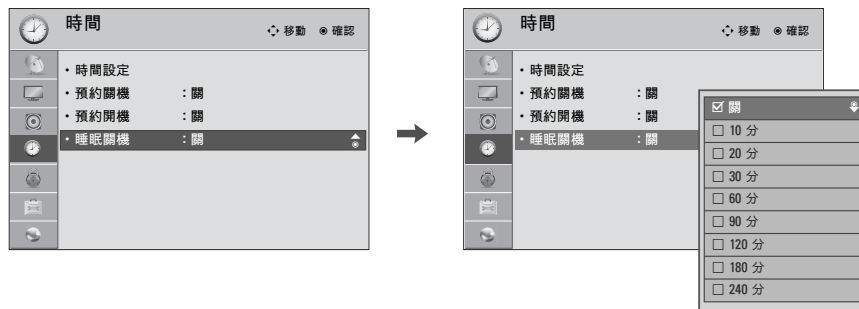 時間 移動 確認
・時間設定
・預約關機 ：關
・預約開機 ：關
・睡眠關機 ：關
時間 移動 確認
・時間設定
・預約關機 ：關
・預約開機 ：關
・睡眠關機 ：關
關
10 分
20 分
30 分
60 分
90 分
120 分
180 分
240 分